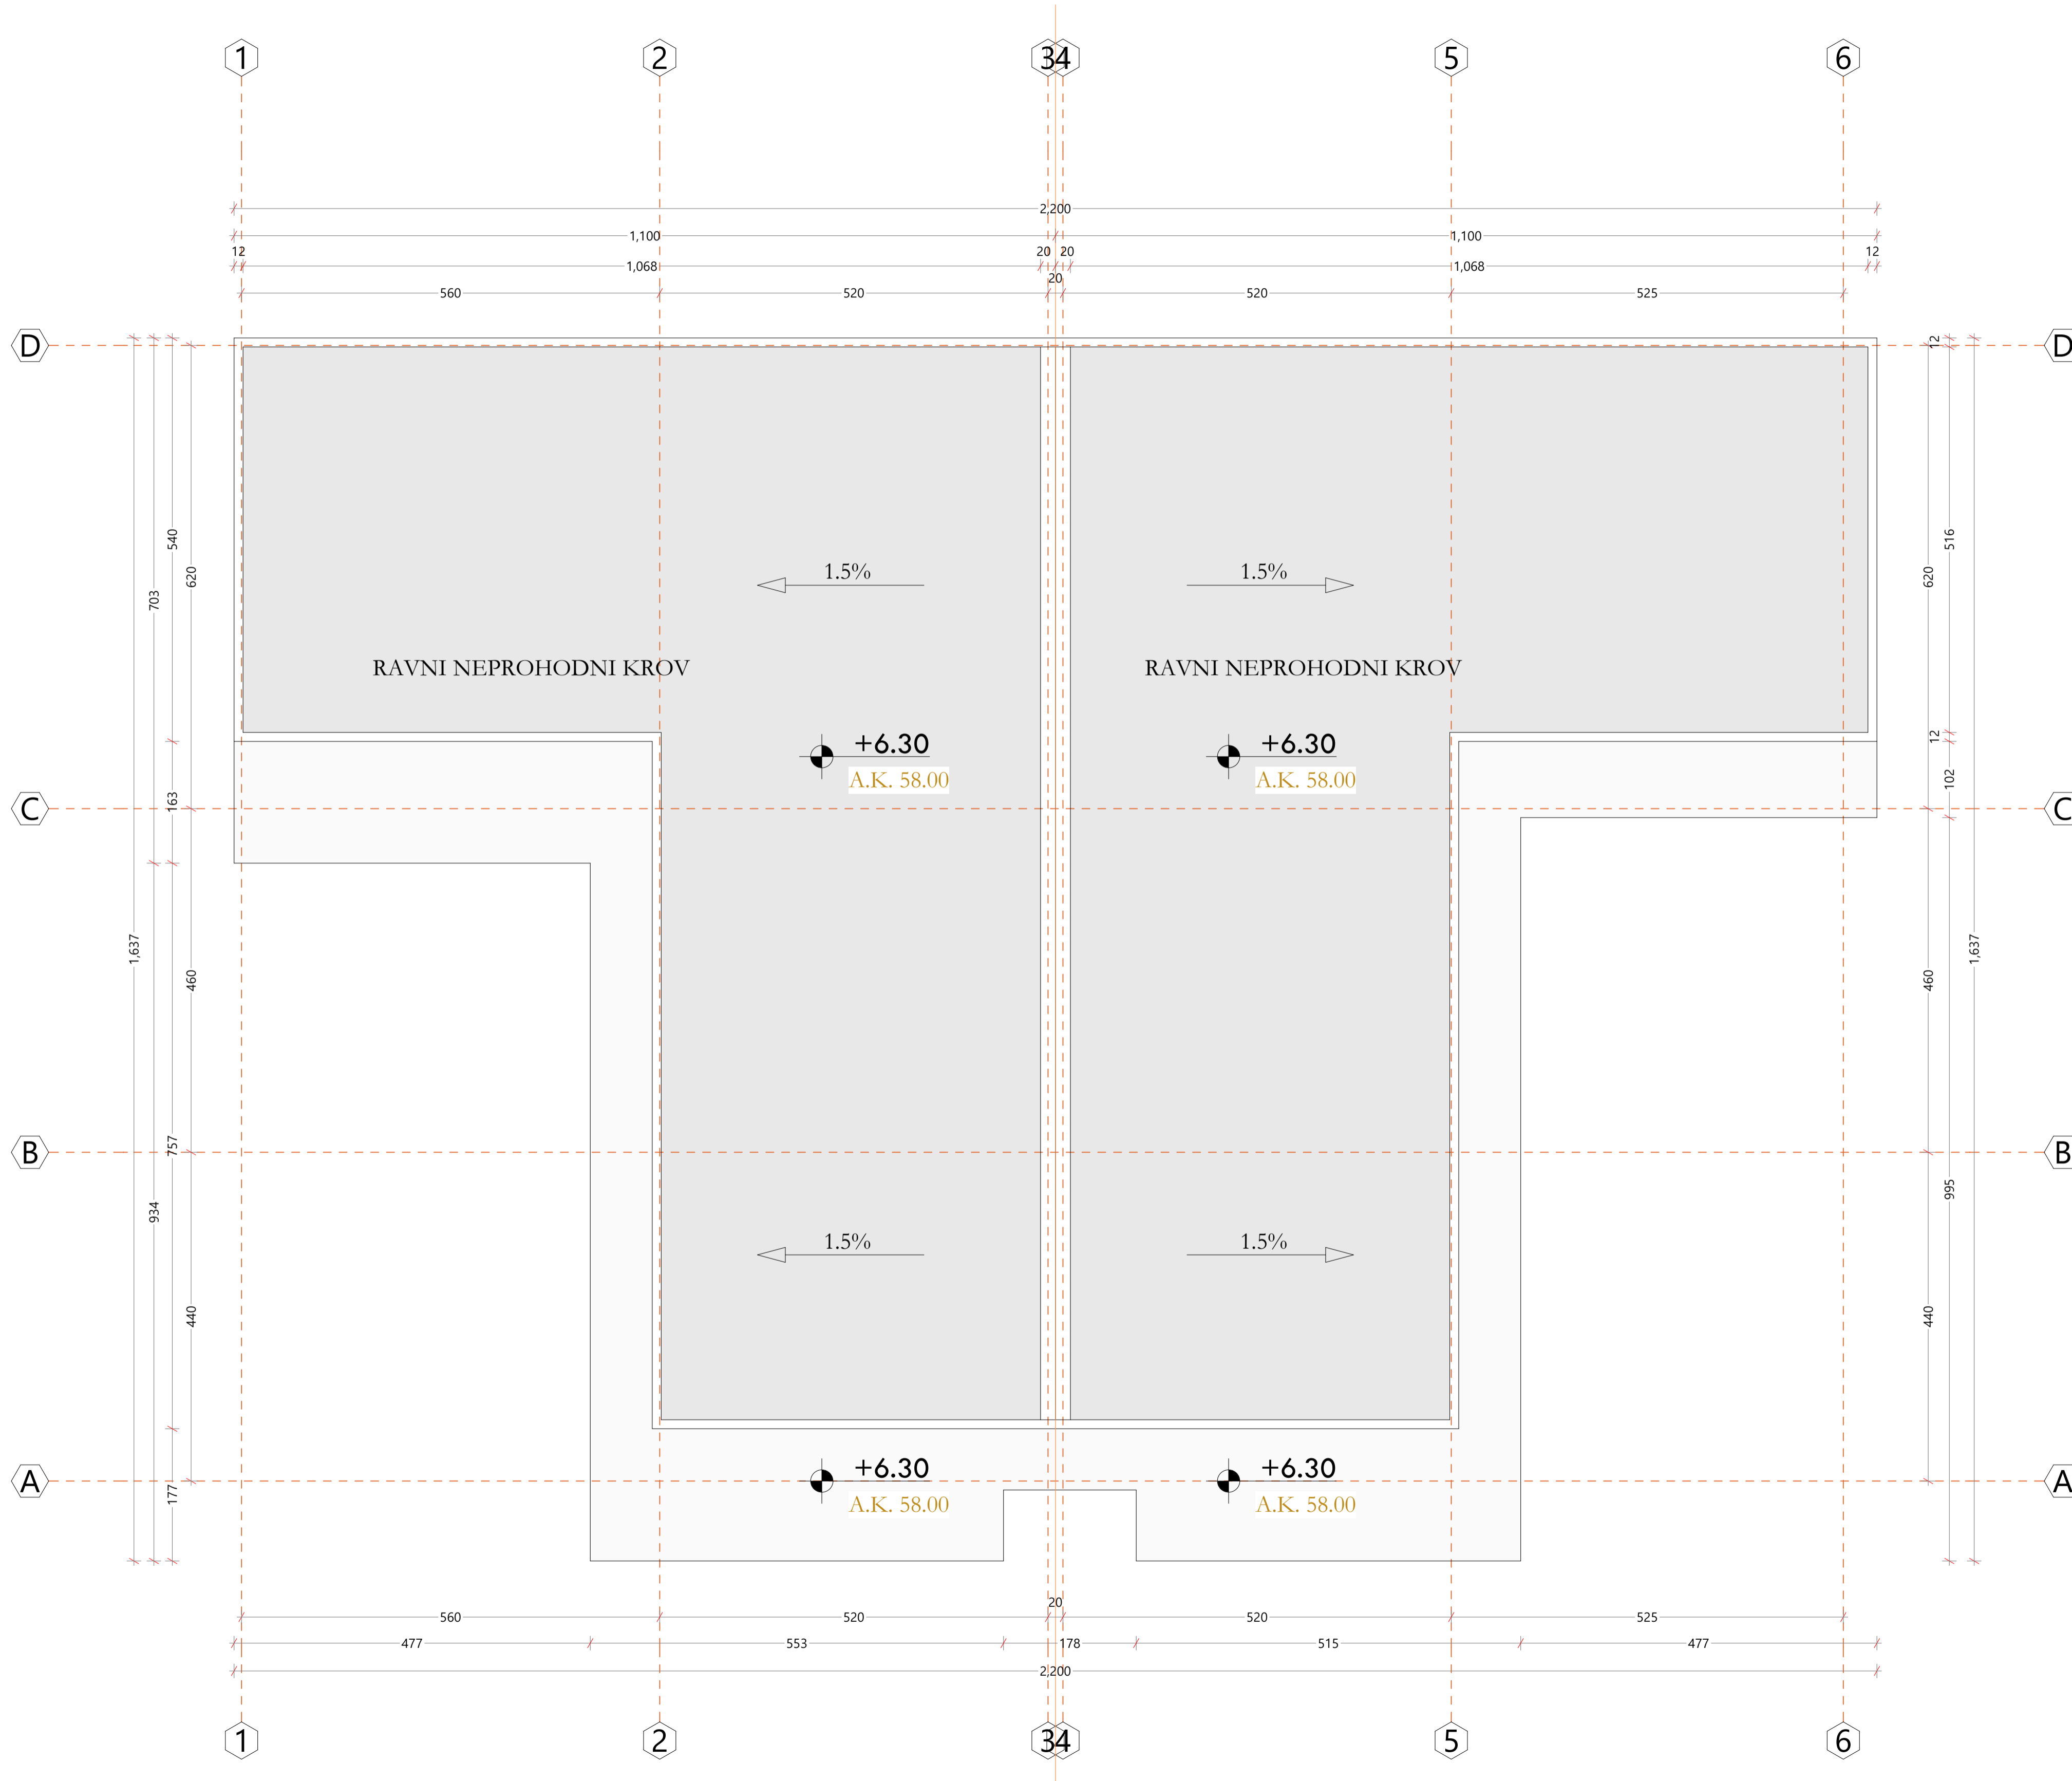 1 2 3 4 5 6
2,200
1,100 1,100
12 20 20 12
1,068 1,068
20
560 520 520 525
D D
12
540 516
620 620
703
1.5% 1.5%
RAVNI NEPROHODNI KROV RAVNI NEPROHODNI KROV
+6.30 +6.30
12
A.K. 58.00 A.K. 58.00
102
163
C C
1,637 1,637
460 460
757
B B
995
934
1.5% 1.5%
440 440
+6.30 +6.30
A A
177
A.K. 58.00 A.K. 58.00
20
560 520 520 525
477 553 178 515 477
2,200
1 2 3 4 5 6